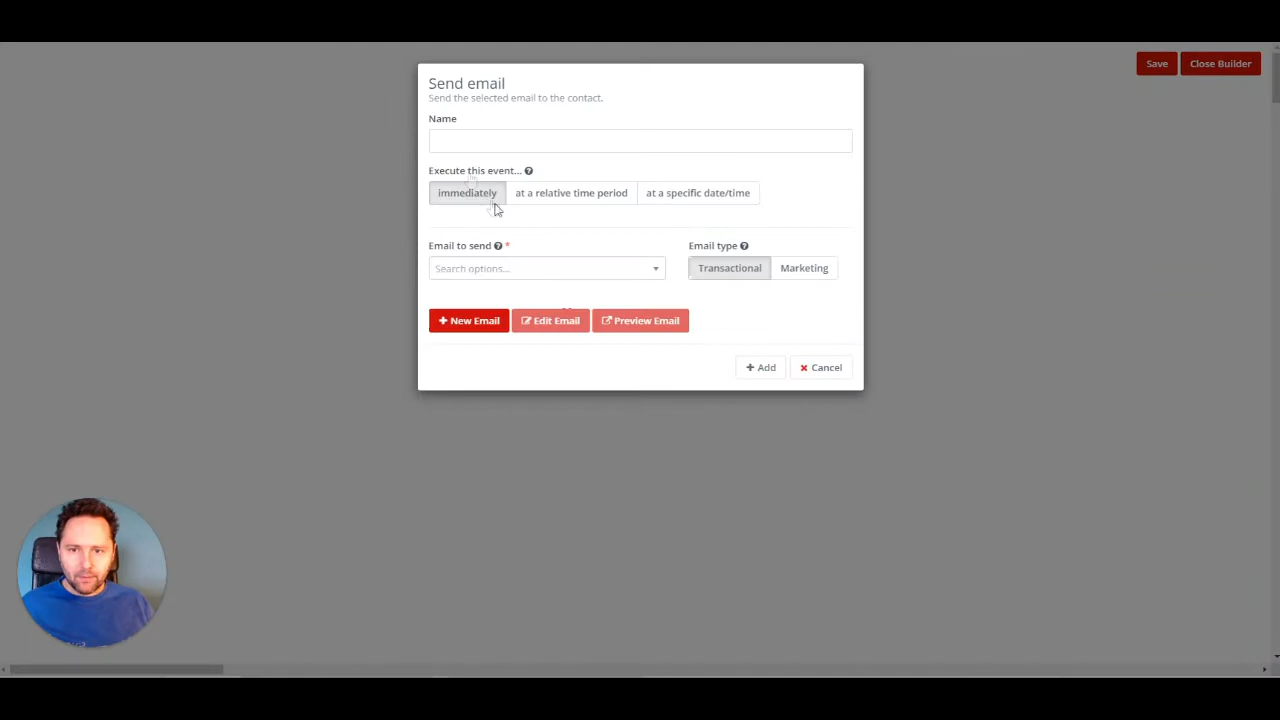 Save
Close Builder
Send email
Send the selected email to the contact.
Name
Execute this event...
immediately
at a relative time period
at a specific date/time
Email to send *
Email type
Search options...
Transactional
Marketing
New Email
Edit Email
Preview Email
Add
Cancel